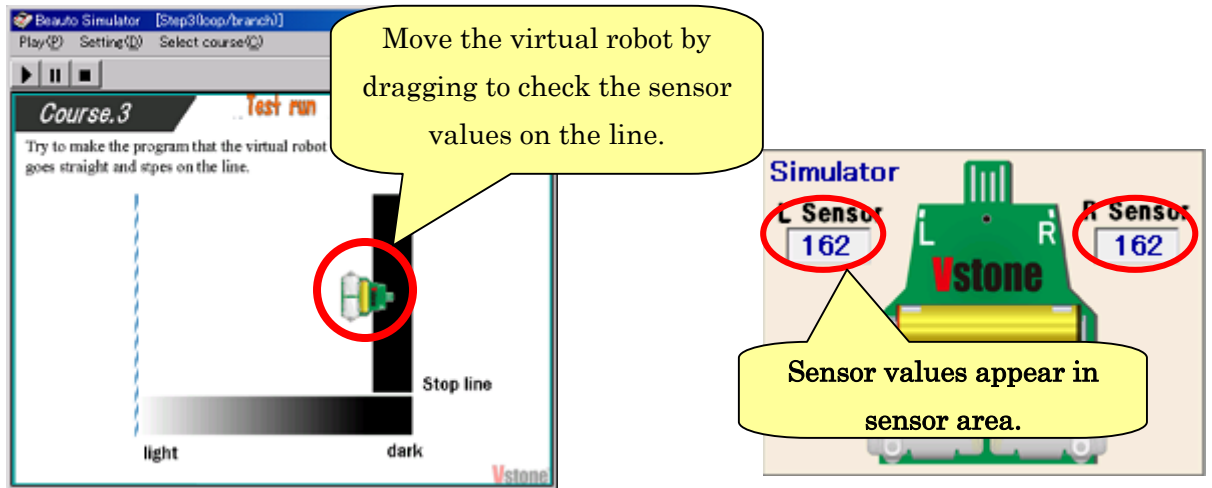 Beauto Simulator [Step3(loop/branch)]
Play(P) Setting(D) Select course(C)
Course.3
Test run
Try to make the program that the virtual robot
goes straight and stpes on the line.
Stop line
light
dark
Vstone
Move the virtual robot by
dragging to check the sensor
values on the line.
Simulator
L Sensor
162
R Sensor
162
L
R
Vstone
Sensor values appear in
sensor area.